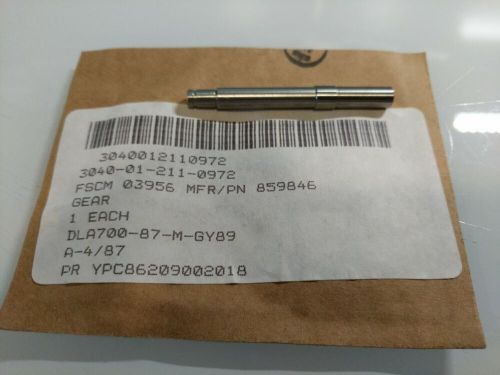 3040012110972
3040-01-211-0972
FSCM 03956 MFR/PN 859846
GEAR
1 EACH
DLA700-87-M-GY89
A-4/87
PR YPC86209002018